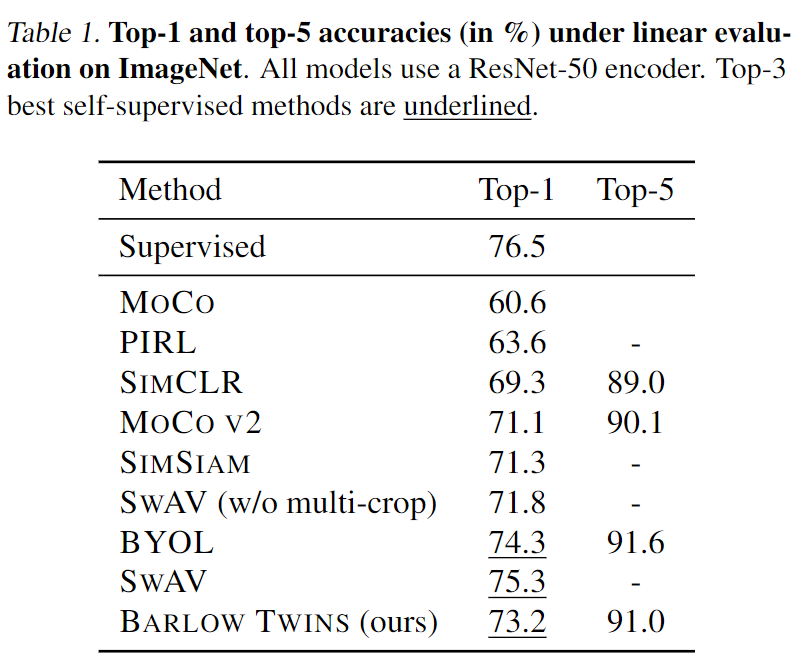 Table 1. Top-1 and top-5 accuracies (in %) under linear evalu-
ation on ImageNet. All models use a ResNet-50 encoder. Top-3
best self-supervised methods are underlined.
Method Top-1 Top-5
Supervised 76.5
MOCO 60.6
PIRL 63.6 -
SIMCLR 69.3 89.0
MOCO V2 71.1 90.1
SIMSIAM 71.3 -
SWAV (w/o multi-crop) 71.8 -
BYOL 74.3 91.6
SWAV 75.3 -
BARLOW TWINS (ours) 73.2 91.0